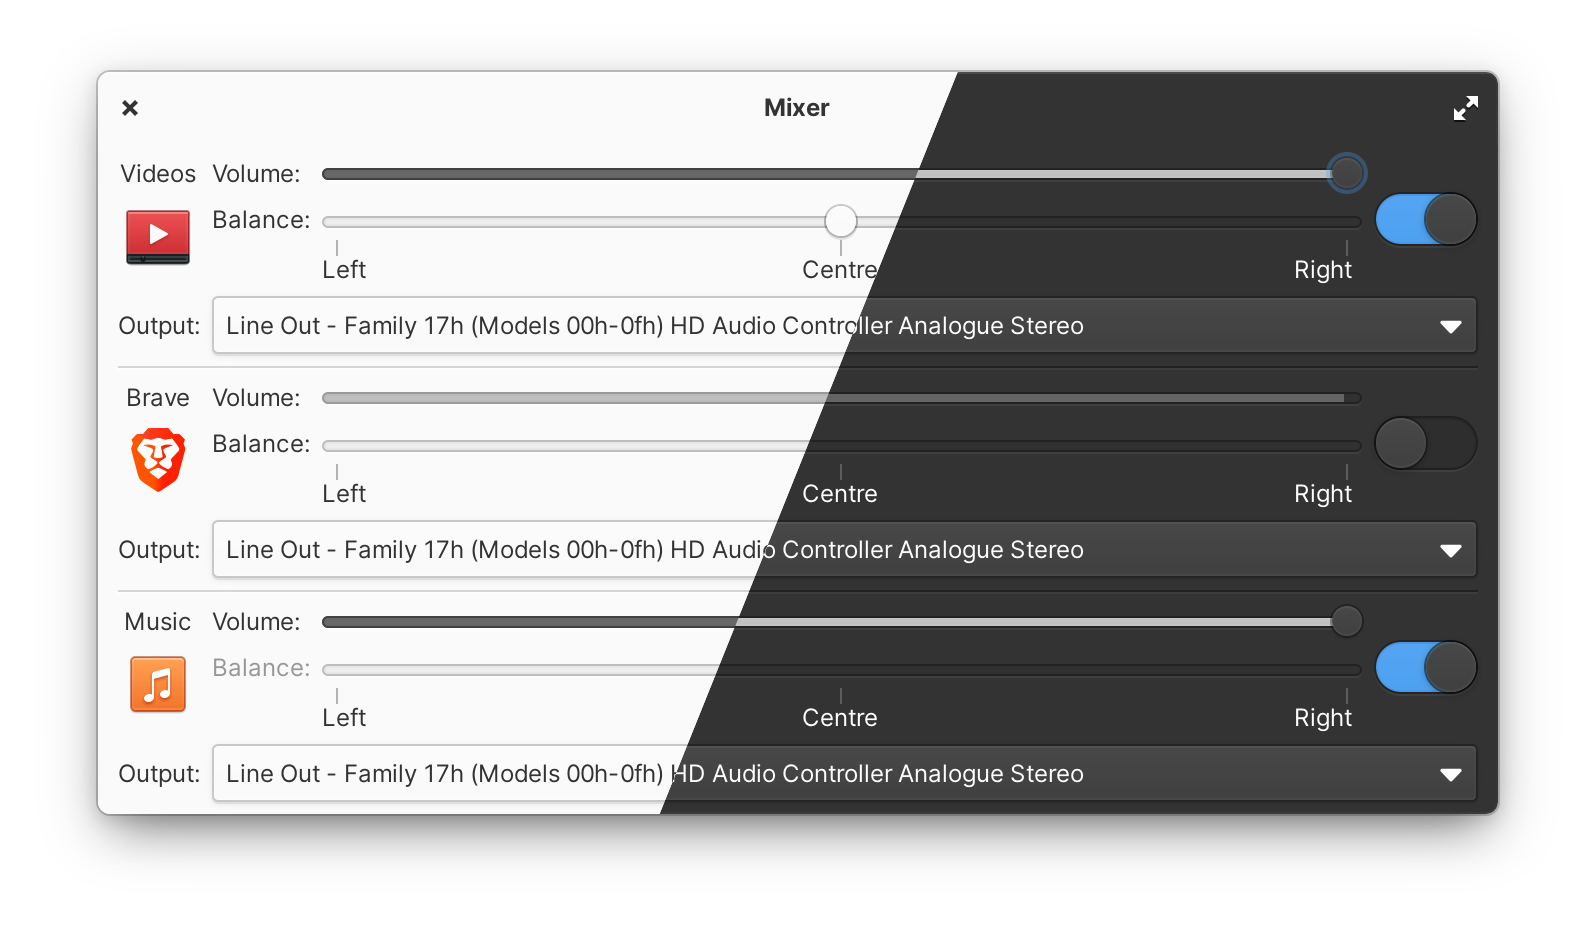 Mixer
Videos Volume:
Balance:
Left Centre Right
Output: Line Out - Family 17h (Models 00h-0fh) HD Audio Controller Analogue Stereo
Brave Volume:
Balance:
Left Centre Right
Output: Line Out - Family 17h (Models 00h-0fh) HD Audio Controller Analogue Stereo
Music Volume:
Balance:
Left Centre Right
Output: Line Out - Family 17h (Models 00h-0fh) HD Audio Controller Analogue Stereo